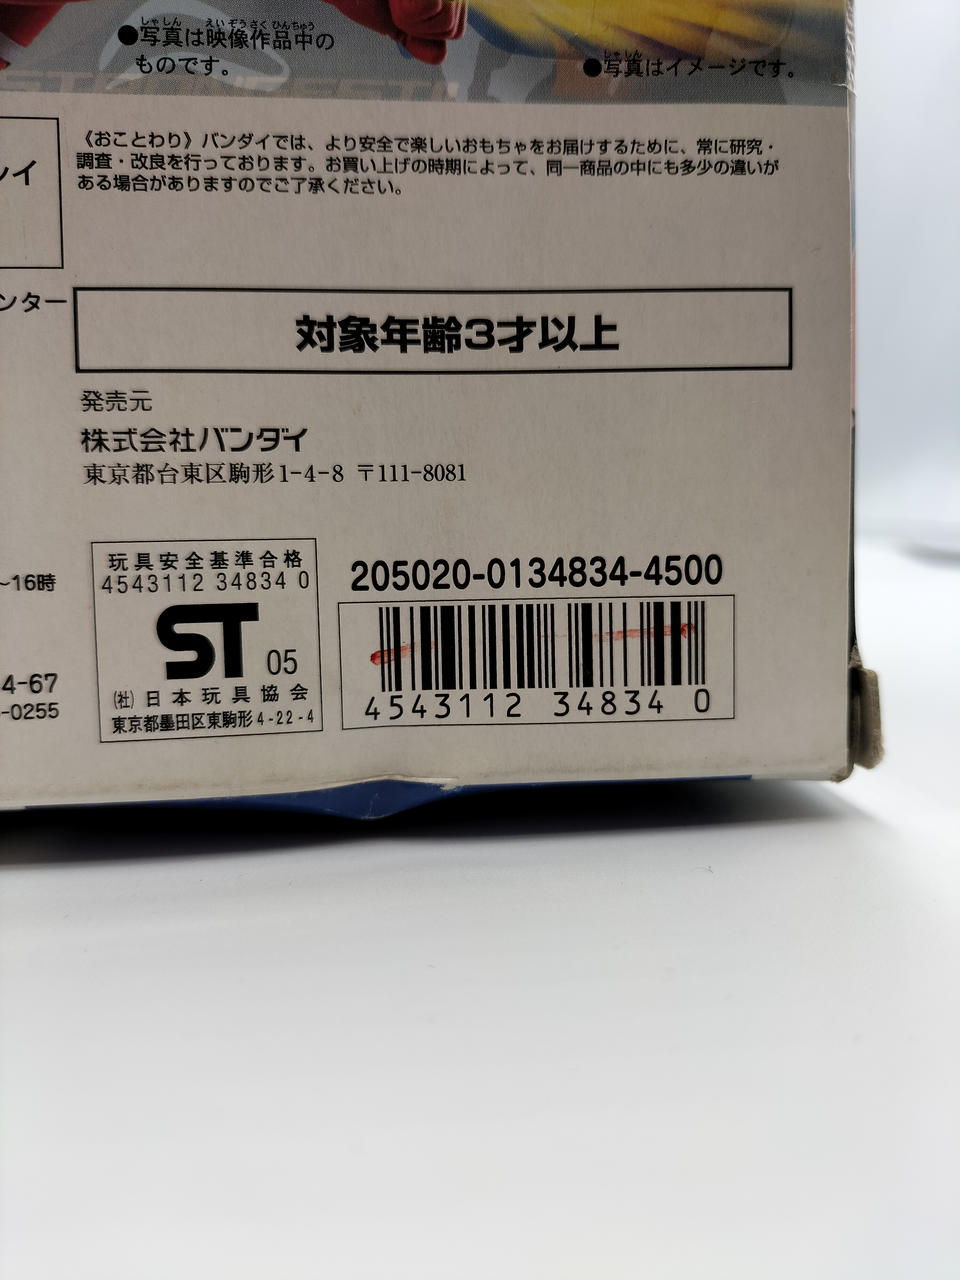 ●写真は映像作品中の
ものです。
●写真はイメージです。
《おことわり》バンダイでは、より安全で楽しいおもちゃをお届けするために、常に研究・
調査・改良を行っております。お買い上げの時期によって、同一商品の中にも多少の違いが
ある場合がありますのでご了承ください。
レイ
ンター
対象年齢3才以上
発売元
株式会社バンダイ
東京都台東区駒形1-4-8 〒111-8081
~16時
4-67
-0255
玩具安全基準合格
4543112 34834 0
ST 05
(社)日本玩具協会
東京都墨田区東駒形4-22-4
205020-0134834-4500
4543112 34834 0